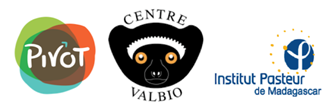 PIVOT
CENTRE
VALBIO
Institut Pasteur
de Madagascar